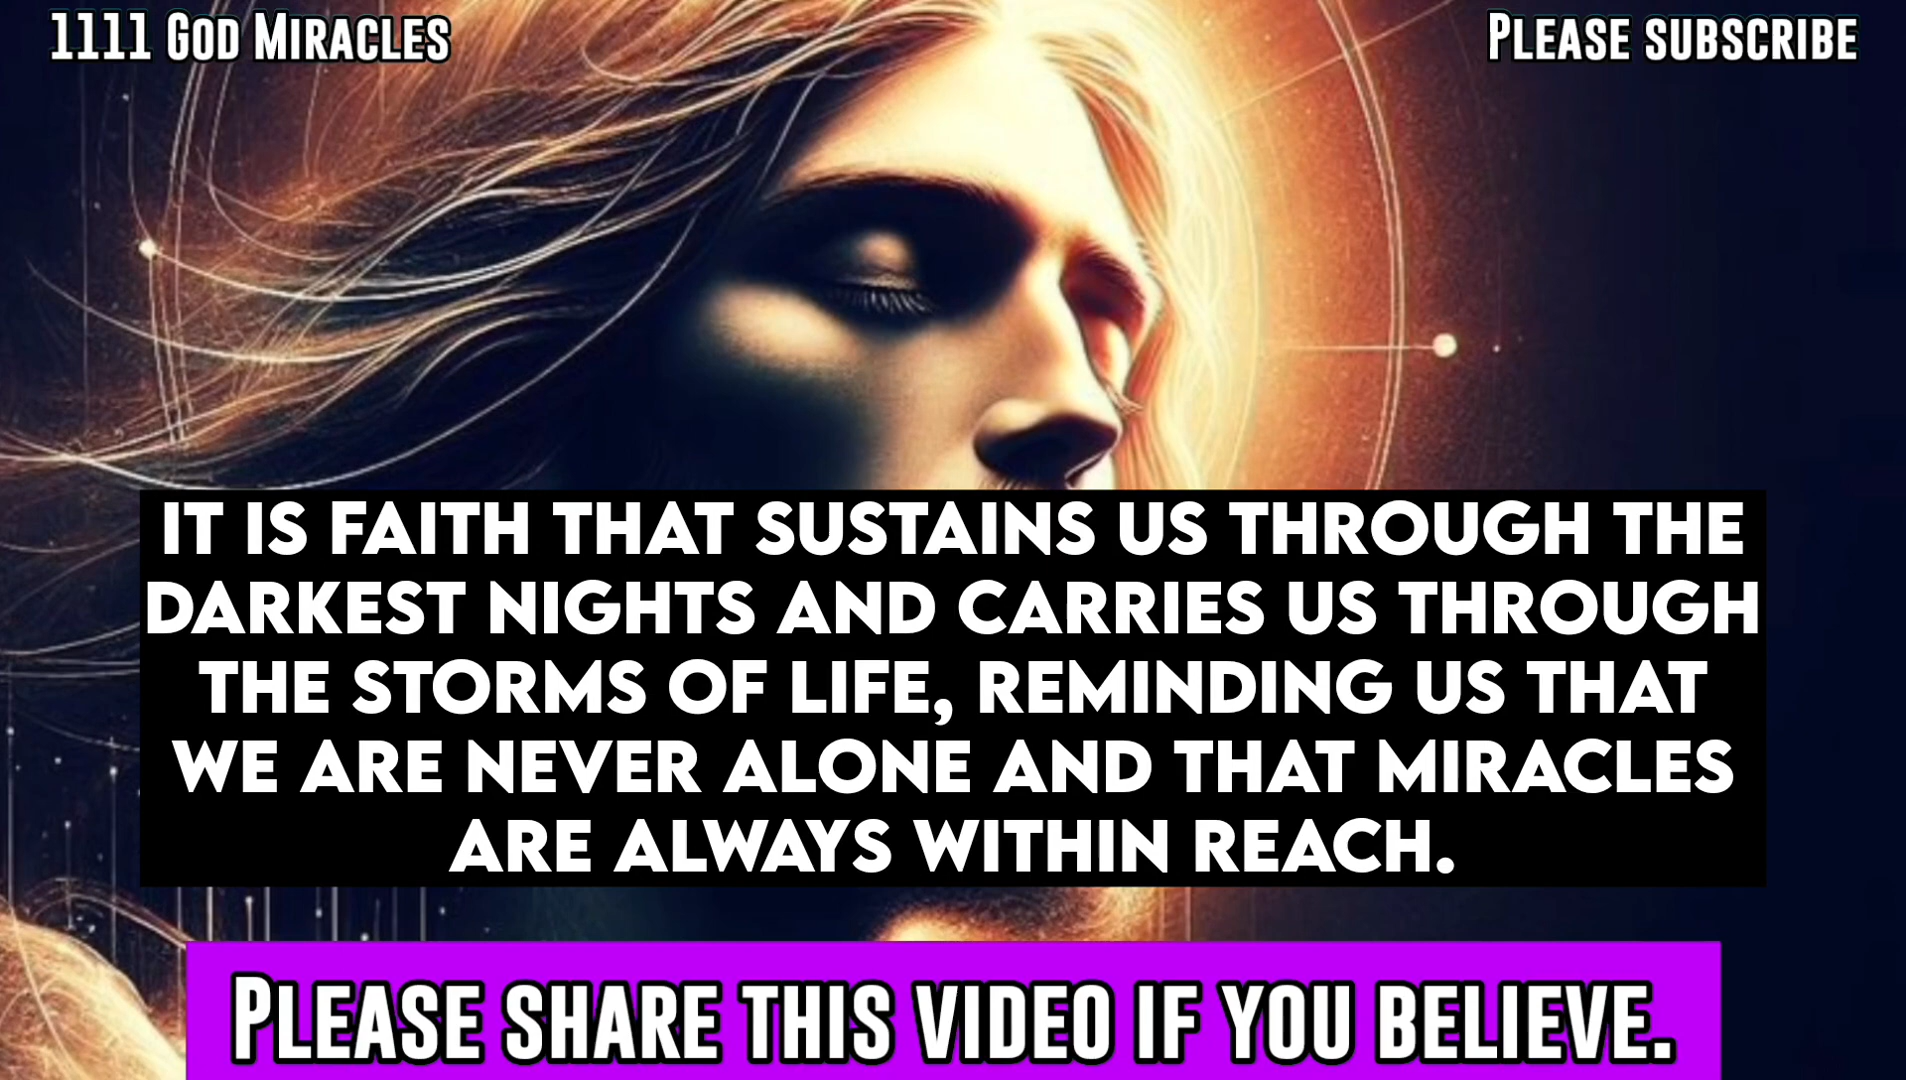 1111 God Miracles
Please subscribe
IT IS FAITH THAT SUSTAINS US THROUGH THE
DARKEST NIGHTS AND CARRIES US THROUGH
THE STORMS OF LIFE, REMINDING US THAT
WE ARE NEVER ALONE AND THAT MIRACLES
ARE ALWAYS WITHIN REACH.
Please share this video if you believe.